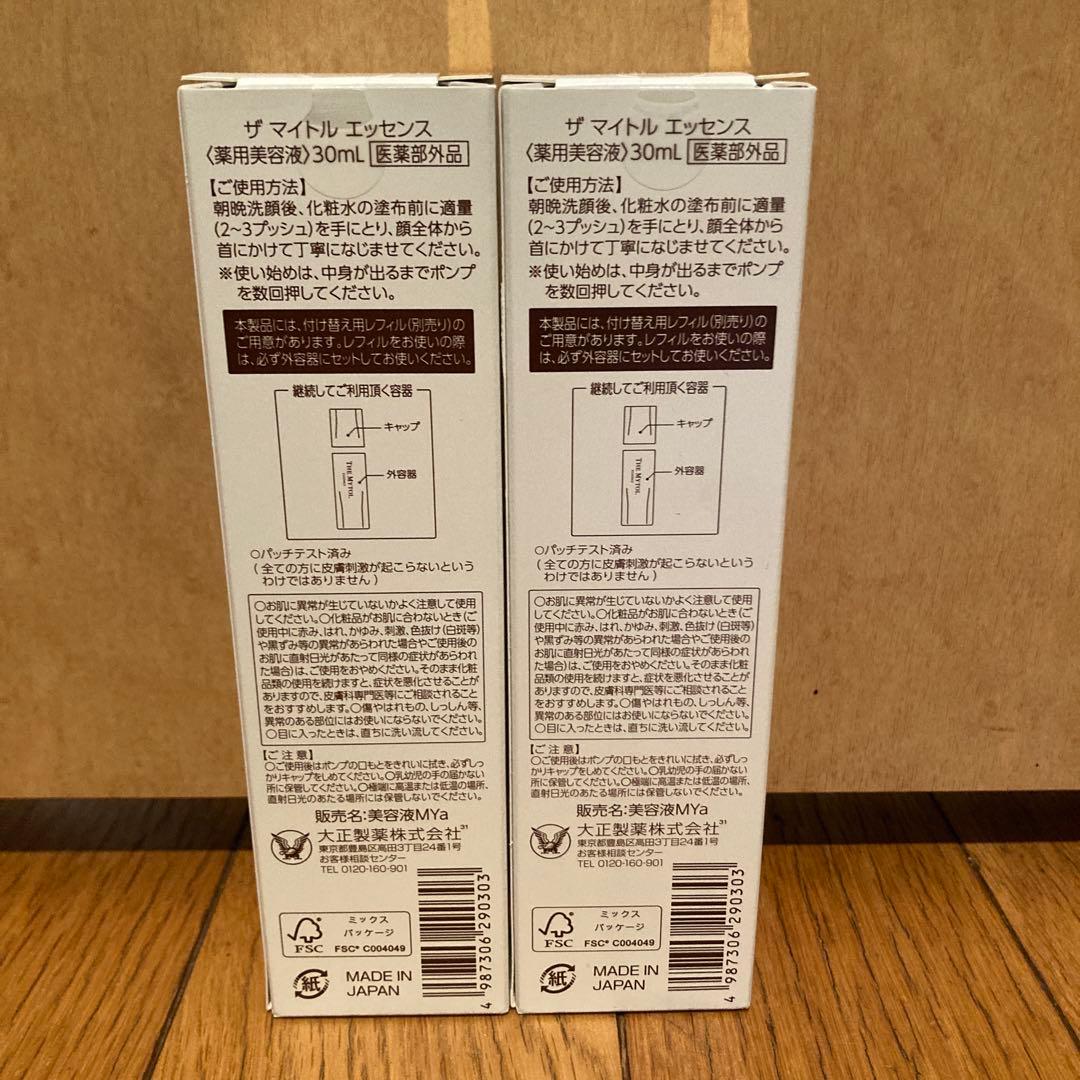 ザ マイトル エッセンス
〈薬用美容液〉30mL 医薬部外品
【ご使用方法】
朝晩洗顔後、化粧水の塗布前に適量
(2~3プッシュ)を手にとり、顔全体から
首にかけて丁寧になじませてください。
※使い始めは、中身が出るまでポンプ
を数回押してください。
本製品には、付け替え用レフィル(別売り)の
ご用意があります。レフィルをお使いの際
は、必ず外容器にセットしてお使いください。
継続してご利用頂く容器
キャップ
外容器
THE MYTOL
○パッチテスト済み
(全ての方に皮膚刺激が起こらないという
わけではありません)
○お肌に異常が生じていないかよく注意して使用
してください。○化粧品がお肌に合わないとき(ご
使用中に赤み、はれ、かゆみ、刺激、色抜け(白斑等)
や黒ずみ等の異常があらわれた場合やご使用後の
お肌に直射日光があたって同様の症状があらわれ
た場合)は、ご使用をおやめください。そのまま化粧
品類の使用を続けますと、症状を悪化させることが
ありますので、皮膚科専門医等にご相談されること
をおすすめします。○傷やはれもの、しっしん等、
異常のある部位にはお使いにならないでください。
○目に入ったときは、直ちに洗い流してください。
【ご注意】
○ご使用後はポンプの口もとをきれいに拭き、必ずしっ
かりキャップをしめてください。○乳幼児の手の届かない
所に保管してください。○極端に高温または低温の場所、
直射日光のあたる場所には保管しないでください。
販売名:美容液MYa
大正製薬株式会社 31
東京都豊島区高田3丁目24番1号
お客様相談センター
TEL 0120-160-901
FSC
ミックス
パッケージ
FSC® C004049
紙
MADE IN
JAPAN
4 987306 290303
ザ マイトル エッセンス
〈薬用美容液〉30mL 医薬部外品
【ご使用方法】
朝晩洗顔後、化粧水の塗布前に適量
(2~3プッシュ)を手にとり、顔全体から
首にかけて丁寧になじませてください。
※使い始めは、中身が出るまでポンプ
を数回押してください。
本製品には、付け替え用レフィル(別売り)の
ご用意があります。レフィルをお使いの際
は、必ず外容器にセットしてお使いください。
継続してご利用頂く容器
キャップ
外容器
THE MYTOL
○パッチテスト済み
(全ての方に皮膚刺激が起こらないという
わけではありません)
○お肌に異常が生じていないかよく注意して使用
してください。○化粧品がお肌に合わないとき(ご
使用中に赤み、はれ、かゆみ、刺激、色抜け(白斑等)
や黒ずみ等の異常があらわれた場合やご使用後の
お肌に直射日光があたって同様の症状があらわれ
た場合)は、ご使用をおやめください。そのまま化粧
品類の使用を続けますと、症状を悪化させることが
ありますので、皮膚科専門医等にご相談されること
をおすすめします。○傷やはれもの、しっしん等、
異常のある部位にはお使いにならないでください。
○目に入ったときは、直ちに洗い流してください。
【ご注意】
○ご使用後はポンプの口もとをきれいに拭き、必ずしっ
かりキャップをしめてください。○乳幼児の手の届かない
所に保管してください。○極端に高温または低温の場所、
直射日光のあたる場所には保管しないでください。
販売名:美容液MYa
大正製薬株式会社 31
東京都豊島区高田3丁目24番1号
お客様相談センター
TEL 0120-160-901
FSC
ミックス
パッケージ
FSC® C004049
紙
MADE IN
JAPAN
4 987306 290303